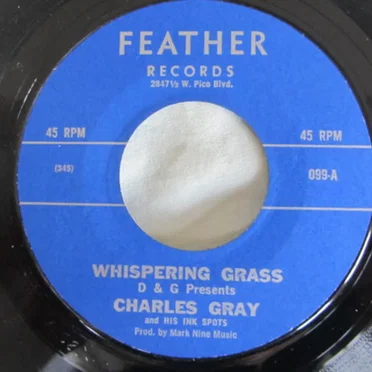 FEATHER
RECORDS
2847½ W. Pico Blvd.
45 RPM 45 RPM
(345) 099-A
WHISPERING GRASS
D & G Presents
CHARLES GRAY
and HIS INK SPOTS
Prod. by Mark Nine Music